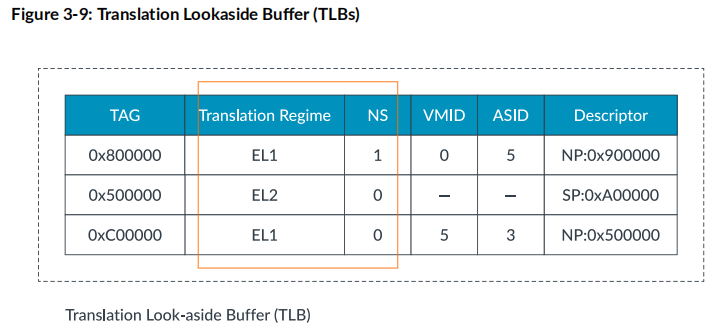 Figure 3-9: Translation Lookaside Buffer (TLBs)
TAG Translation Regime NS VMID ASID Descriptor
0x800000 EL1 1 0 5 NP:0x900000
0x500000 EL2 0 – – SP:0xA00000
0xC00000 EL1 0 5 3 NP:0x500000
Translation Look-aside Buffer (TLB)